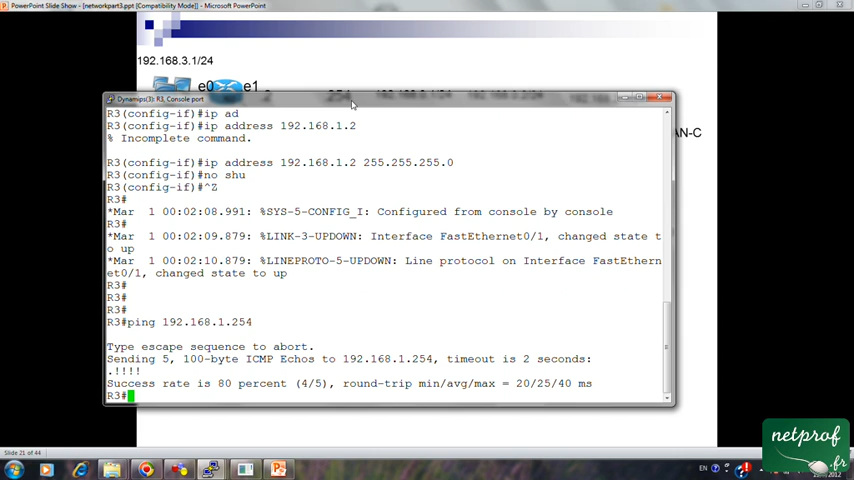 PowerPoint Slide Show - [networkpart3.ppt [Compatibility Mode]] - Microsoft PowerPoint
192.168.3.1/24
e0
e1
Dynamips(3): R3, Console port
R3(config-if)#ip ad
R3(config-if)#ip address 192.168.1.2
% Incomplete command.
R3(config-if)#ip address 192.168.1.2 255.255.255.0
R3(config-if)#no shu
R3(config-if)#^Z
R3#
*Mar  1 00:02:08.991: %SYS-5-CONFIG_I: Configured from console by console
R3#
*Mar  1 00:02:09.879: %LINK-3-UPDOWN: Interface FastEthernet0/1, changed state t
o up
*Mar  1 00:02:10.879: %LINEPROTO-5-UPDOWN: Line protocol on Interface FastEthern
et0/1, changed state to up
R3#
R3#
R3#
R3#ping 192.168.1.254
Type escape sequence to abort.
Sending 5, 100-byte ICMP Echos to 192.168.1.254, timeout is 2 seconds:
.!!!!
Success rate is 80 percent (4/5), round-trip min/avg/max = 20/25/40 ms
R3#
AN-C
Slide 21 of 44
EN
netprof
.fr